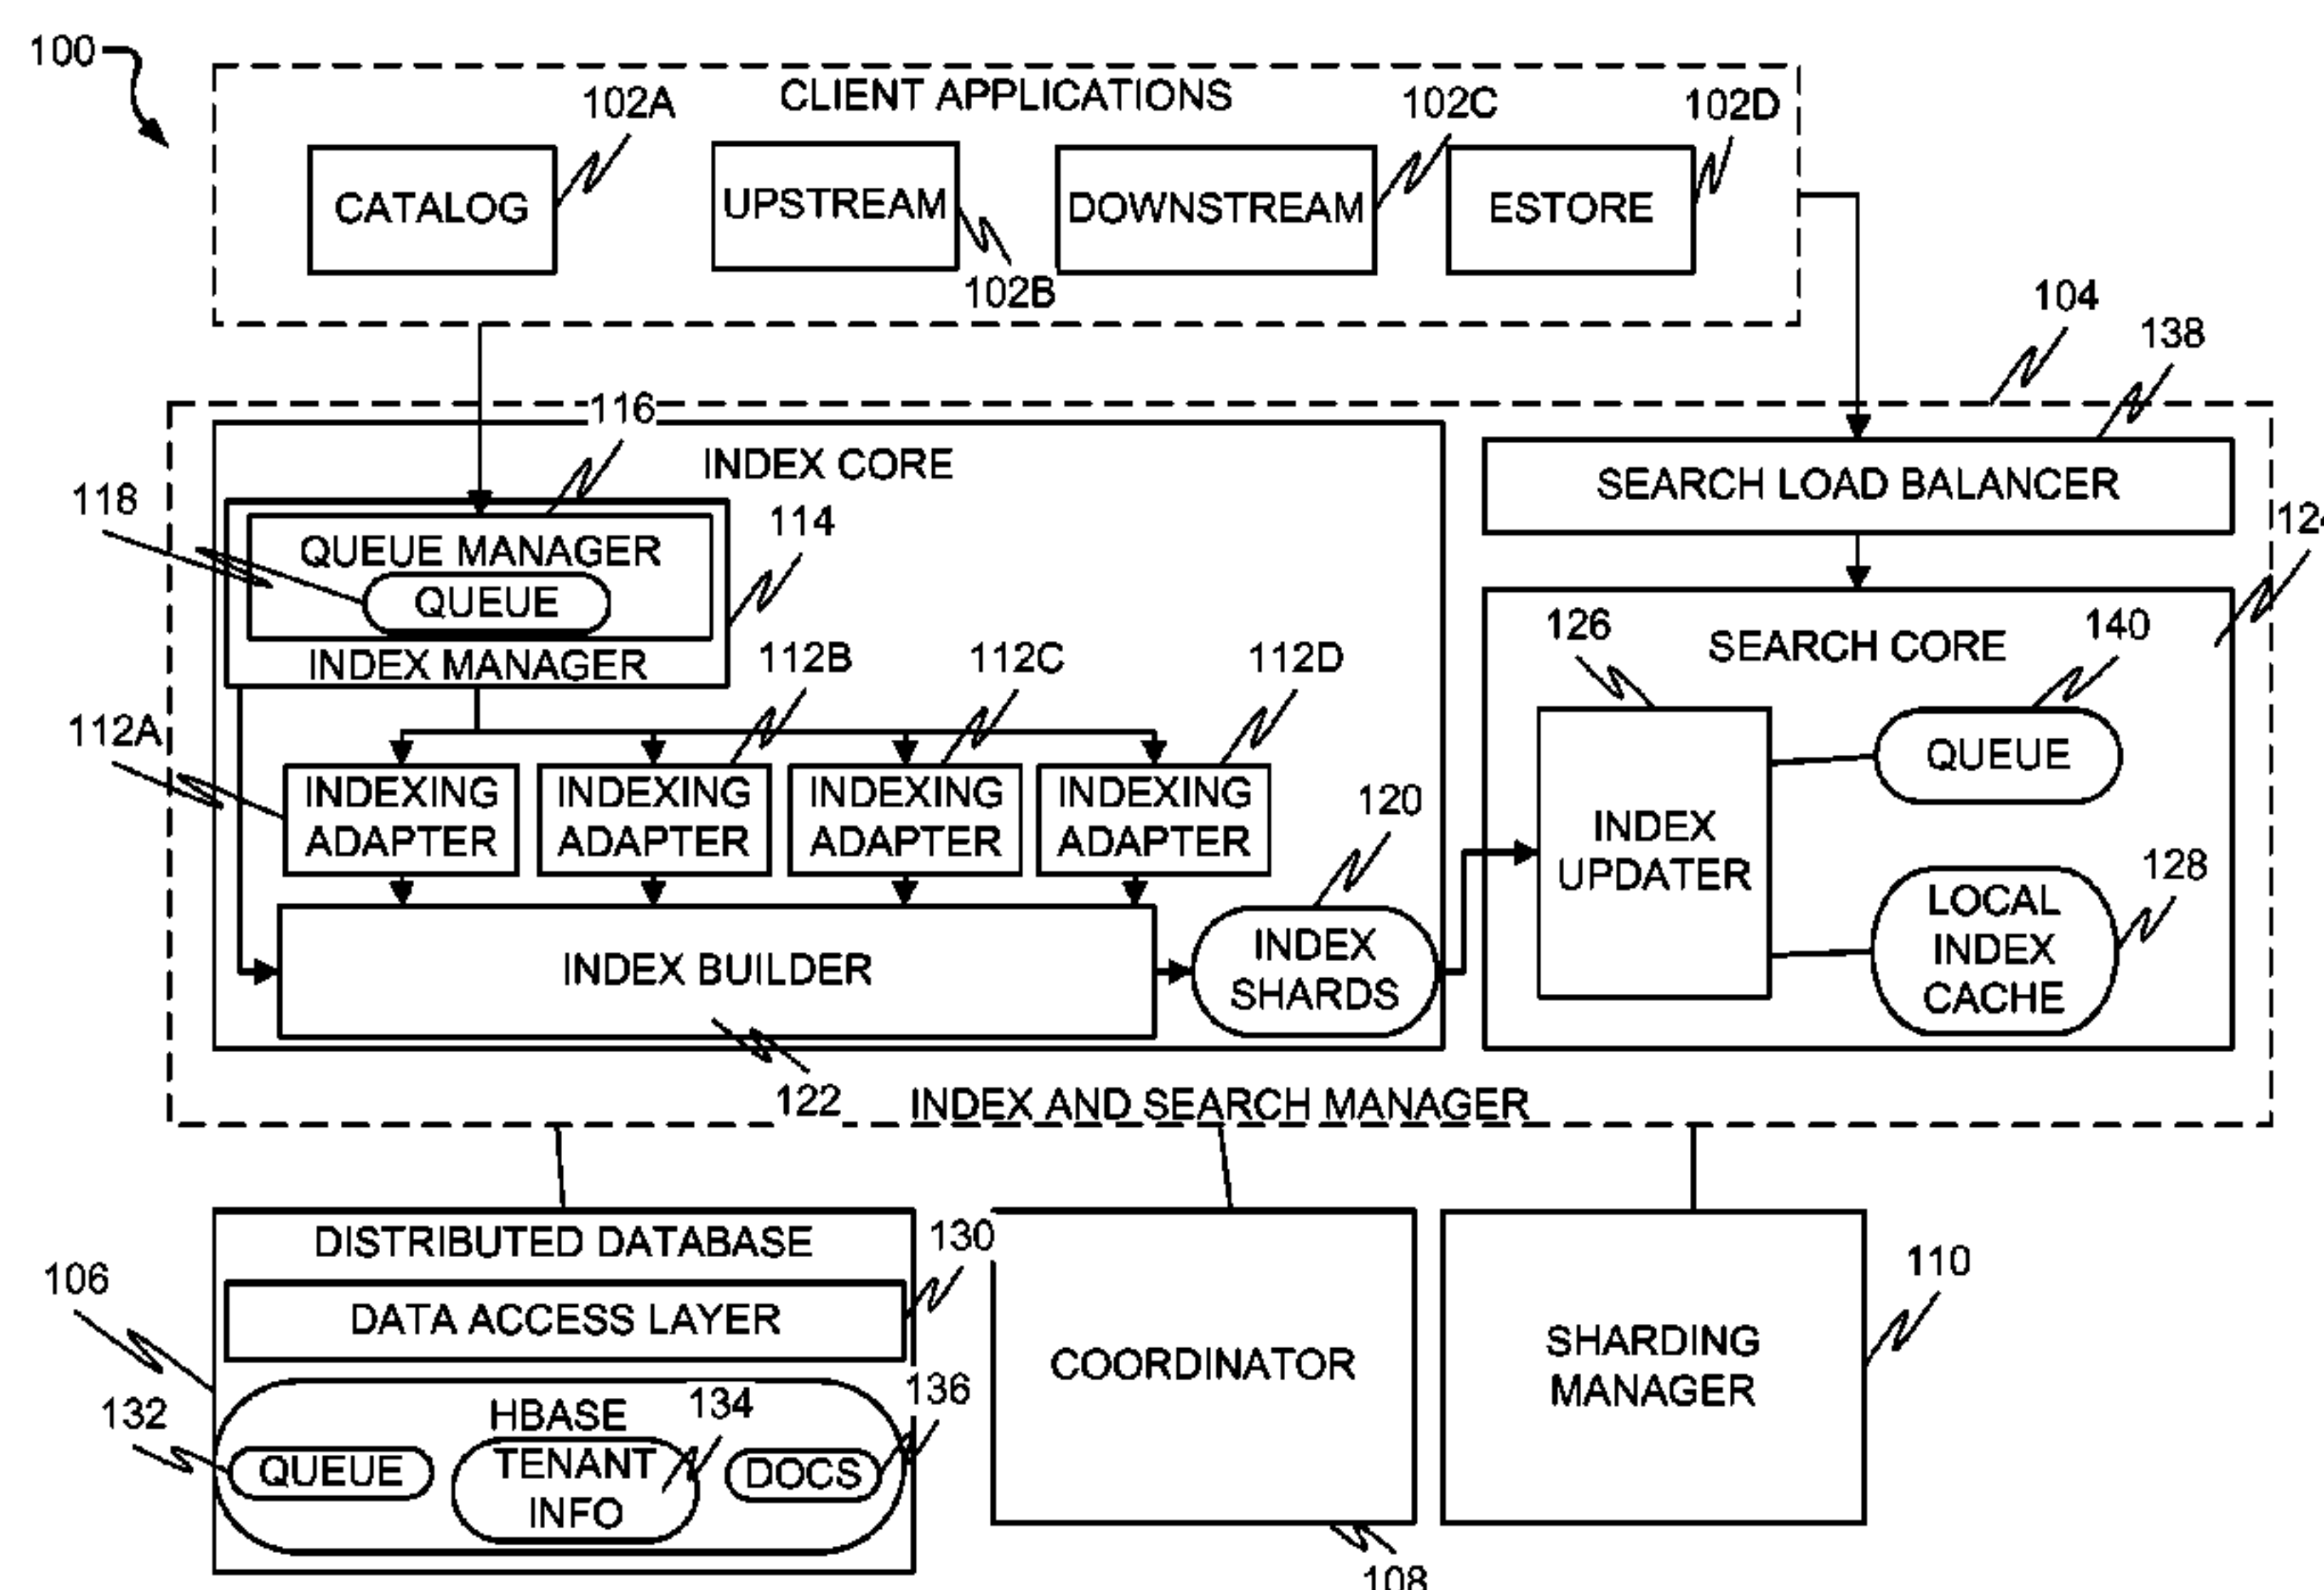 100
CLIENT APPLICATIONS
102A
102C
102D
CATALOG
UPSTREAM
DOWNSTREAM
ESTORE
102B
104
138
116
INDEX CORE
SEARCH LOAD BALANCER
118
114
124
QUEUE MANAGER
QUEUE
INDEX MANAGER
126
140
SEARCH CORE
112B
112C
112D
112A
QUEUE
INDEXING
ADAPTER
INDEXING
ADAPTER
INDEXING
ADAPTER
INDEXING
ADAPTER
120
INDEX
UPDATER
128
LOCAL
INDEX
CACHE
INDEX BUILDER
INDEX
SHARDS
122
INDEX AND SEARCH MANAGER
DISTRIBUTED DATABASE
130
106
DATA ACCESS LAYER
110
COORDINATOR
SHARDING
MANAGER
132
HBASE
134
136
QUEUE
TENANT
INFO
DOCS
108